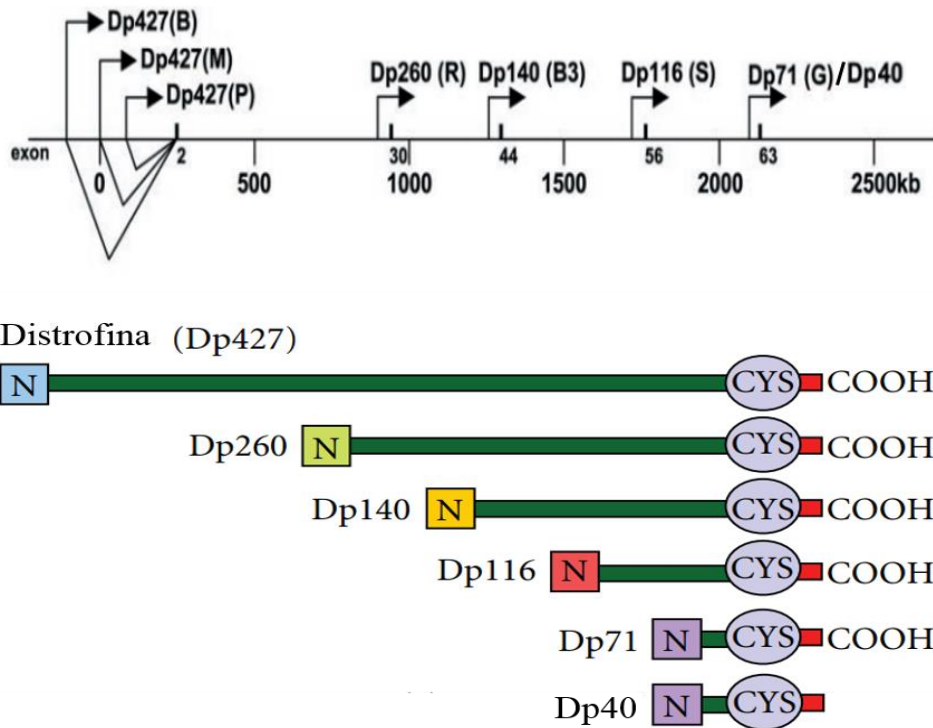 Dp427(B)
Dp427(M)
Dp427(P)
Dp260 (R) Dp140 (B3) Dp116 (S) Dp71 (G)/Dp40
exon 2 30 44 56 63
0 500 1000 1500 2000 2500kb
Distrofina (Dp427)
N CYS COOH
Dp260 N CYS COOH
Dp140 N CYS COOH
Dp116 N CYS COOH
Dp71 N CYS COOH
Dp40 N CYS